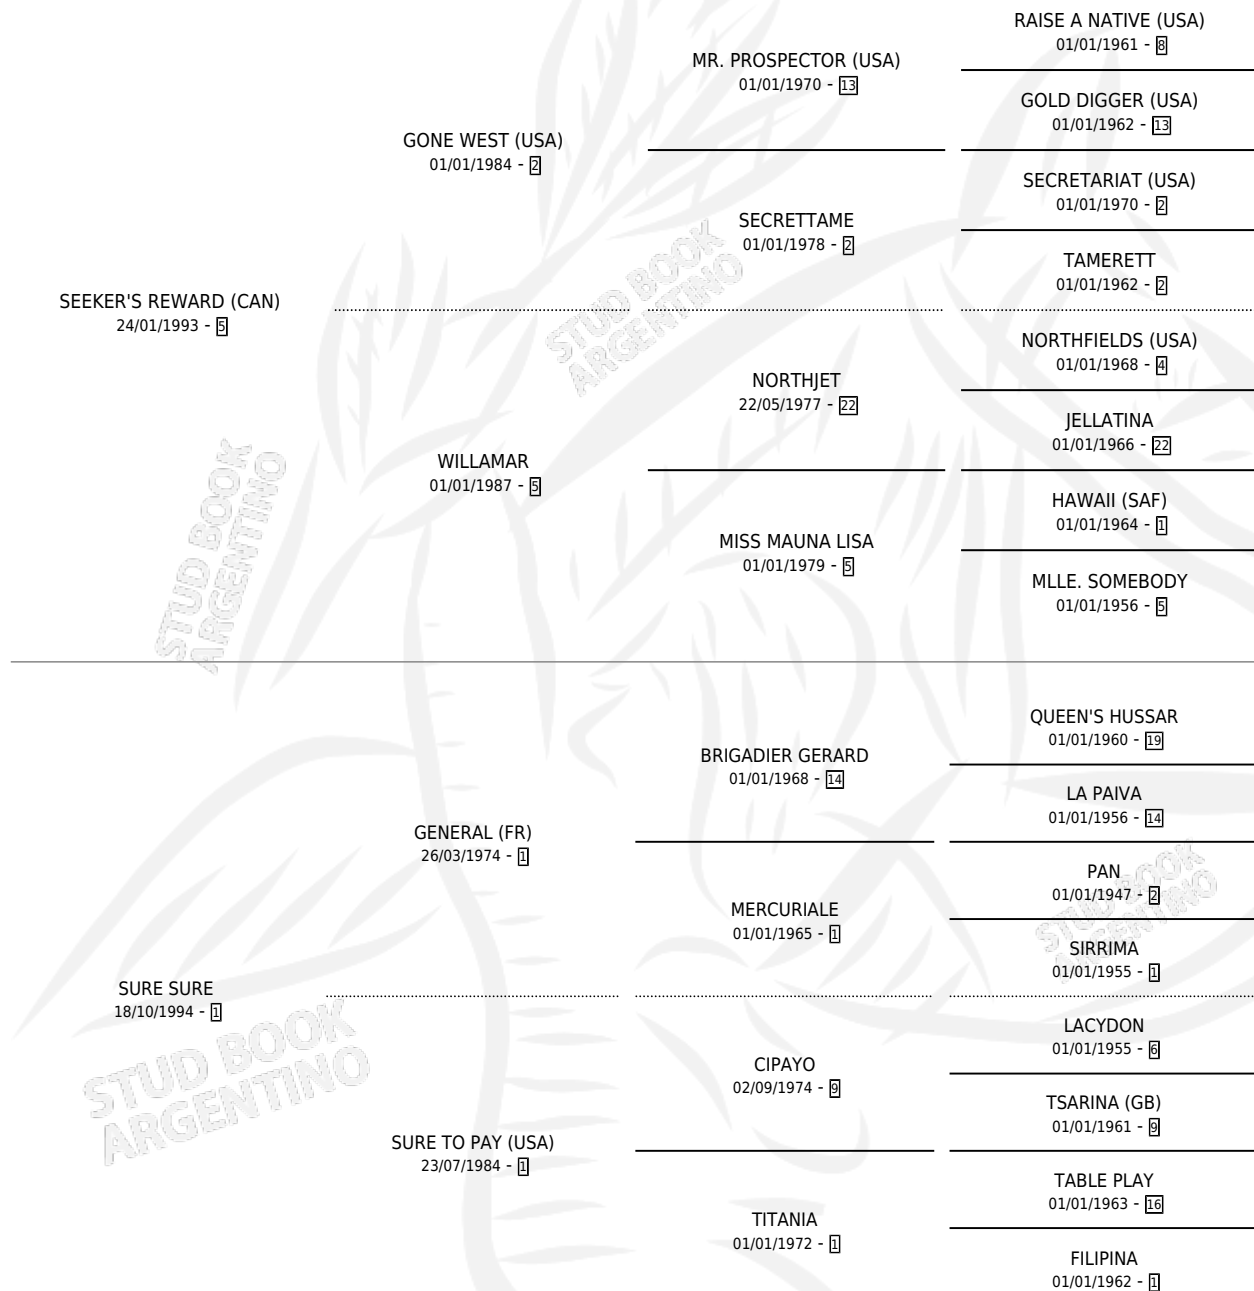 RAISE A NATIVE (USA)
01/01/1961 - 8
MR. PROSPECTOR (USA)
01/01/1970 - 13
GOLD DIGGER (USA)
01/01/1962 - 13
GONE WEST (USA)
01/01/1984 - 2
SECRETARIAT (USA)
01/01/1970 - 2
SECRETTAME
01/01/1978 - 2
TAMERETT
01/01/1962 - 2
SEEKER'S REWARD (CAN)
24/01/1993 - 5
NORTHFIELDS (USA)
01/01/1968 - 4
NORTHJET
22/05/1977 - 22
JELLATINA
01/01/1966 - 22
WILLAMAR
01/01/1987 - 5
HAWAII (SAF)
01/01/1964 - 1
MISS MAUNA LISA
01/01/1979 - 5
MLLE. SOMEBODY
01/01/1956 - 5
STUD BOOK
ARGENTINO
STUD BOOK
ARGENTINO
QUEEN'S HUSSAR
01/01/1960 - 19
BRIGADIER GERARD
01/01/1968 - 14
LA PAIVA
01/01/1956 - 14
GENERAL (FR)
26/03/1974 - 1
PAN
01/01/1947 - 2
MERCURIALE
01/01/1965 - 1
SIRRIMA
01/01/1955 - 1
STUD BOOK
ARGENTINO
SURE SURE
18/10/1994 - 1
LACYDON
01/01/1955 - 6
CIPAYO
02/09/1974 - 9
TSARINA (GB)
01/01/1961 - 9
SURE TO PAY (USA)
23/07/1984 - 1
TABLE PLAY
01/01/1963 - 16
TITANIA
01/01/1972 - 1
FILIPINA
01/01/1962 - 1
STUD BOOK
ARGENTINO